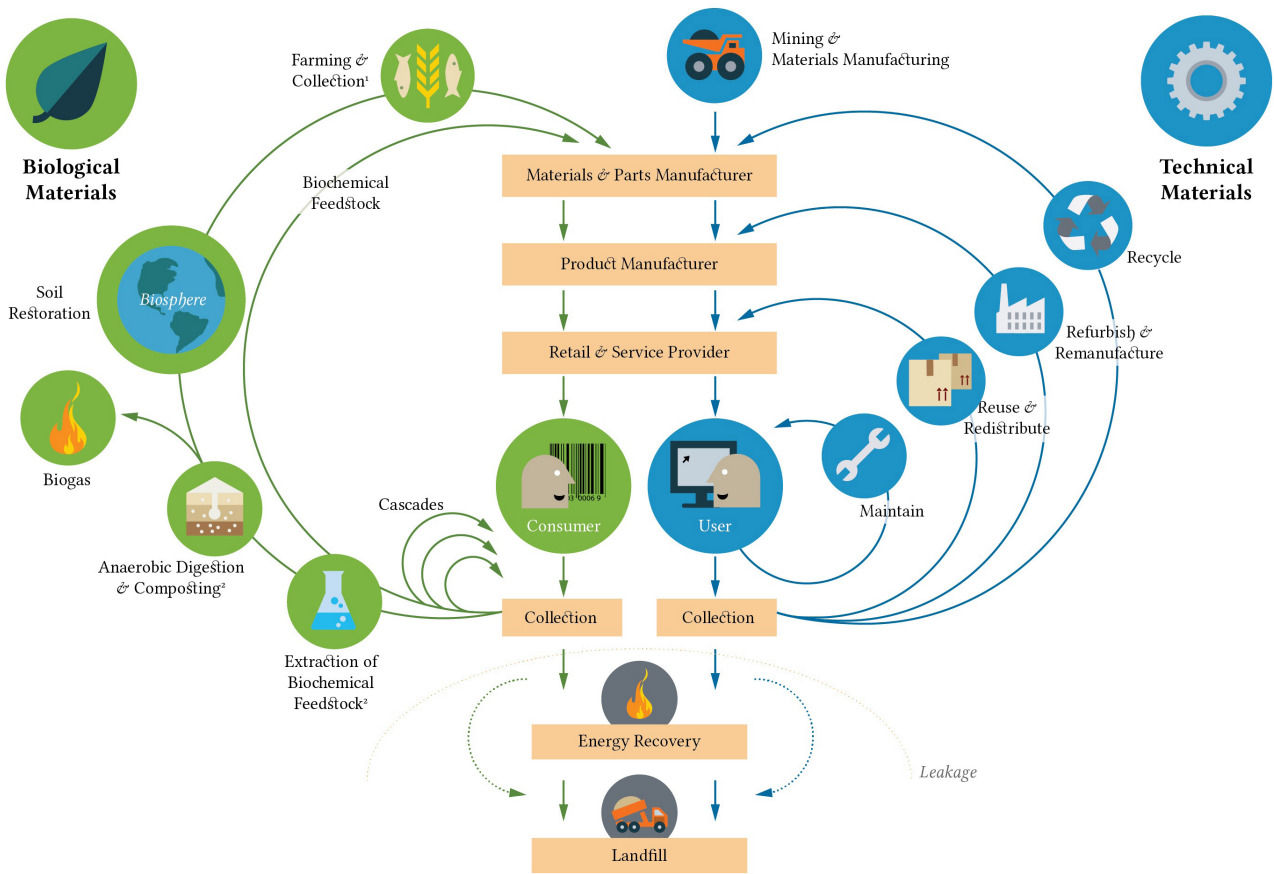 Farming &
Collection¹
Mining &
Materials Manufacturing
Biological
Materials
Technical
Materials
Biochemical
Feedstock
Materials & Parts Manufacturer
Recycle
Product Manufacturer
Soil
Restoration
Biosphere
Refurbish &
Remanufacture
Retail & Service Provider
Reuse &
Redistribute
Biogas
Cascades
Maintain
0006 9
Consumer
User
Anaerobic Digestion
& Composting²
Collection
Collection
Extraction of
Biochemical
Feedstock²
Energy Recovery
Leakage
Landfill